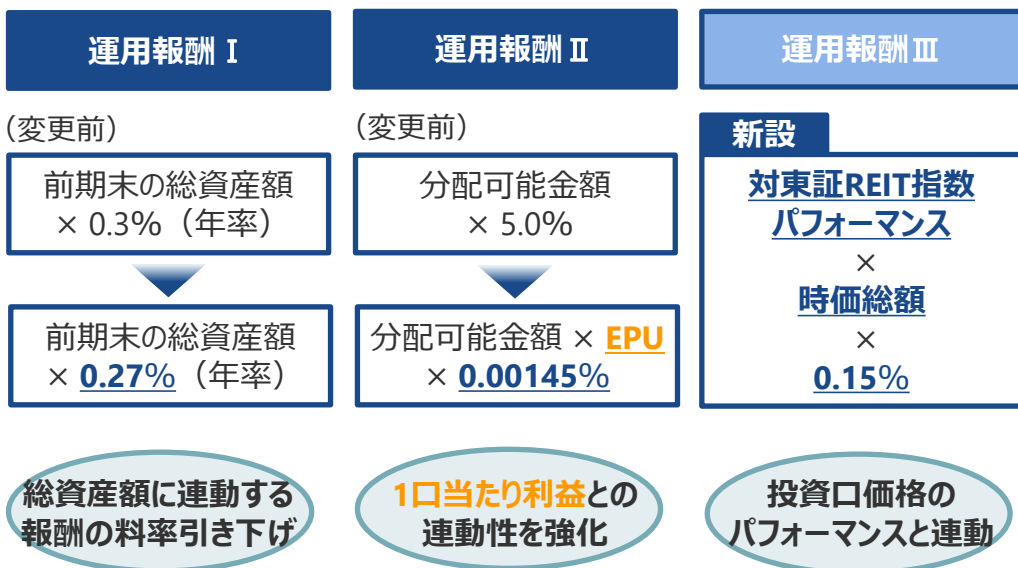 運用報酬Ⅰ
(変更前)
前期末の総資産額
× 0.3%（年率）
前期末の総資産額
× 0.27%（年率）
総資産額に連動する
報酬の料率引き下げ
運用報酬Ⅱ
(変更前)
分配可能金額
× 5.0%
分配可能金額 × EPU
× 0.00145%
1口当たり利益との
連動性を強化
運用報酬Ⅲ
新設
対東証REIT指数
パフォーマンス
×
時価総額
×
0.15%
投資口価格の
パフォーマンスと連動